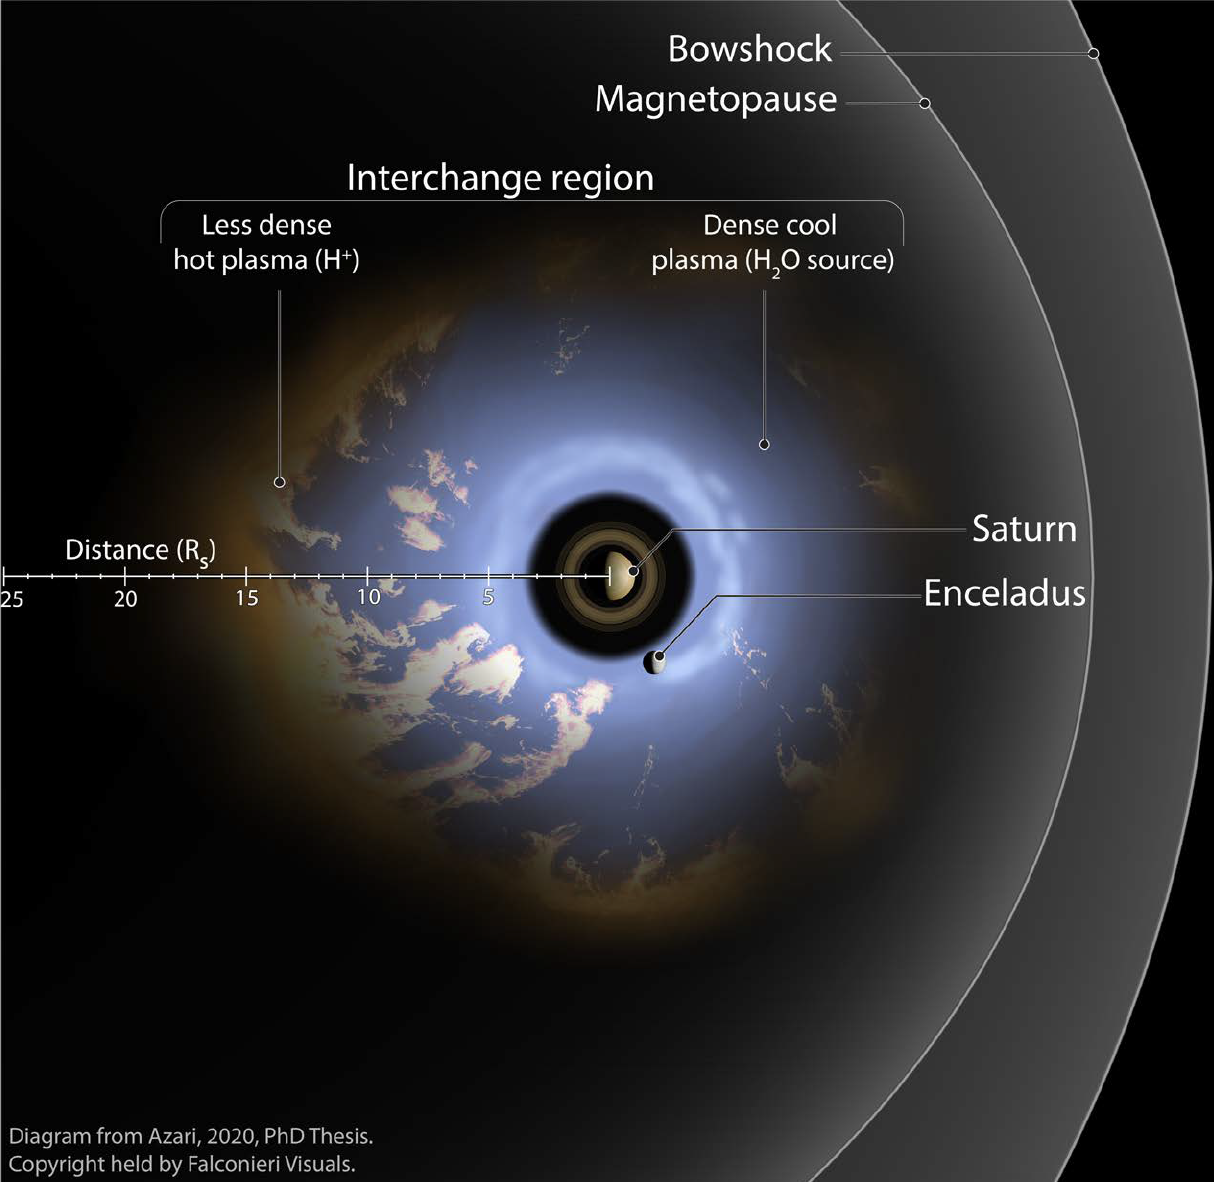 Bowshock
Magnetopause
Interchange region
Less dense
hot plasma (H⁺)
Dense cool
plasma (H₂O source)
Saturn
Distance (Rₛ)
25 20 15 10 5
Enceladus
Diagram from Azari, 2020, PhD Thesis.
Copyright held by Falconieri Visuals.